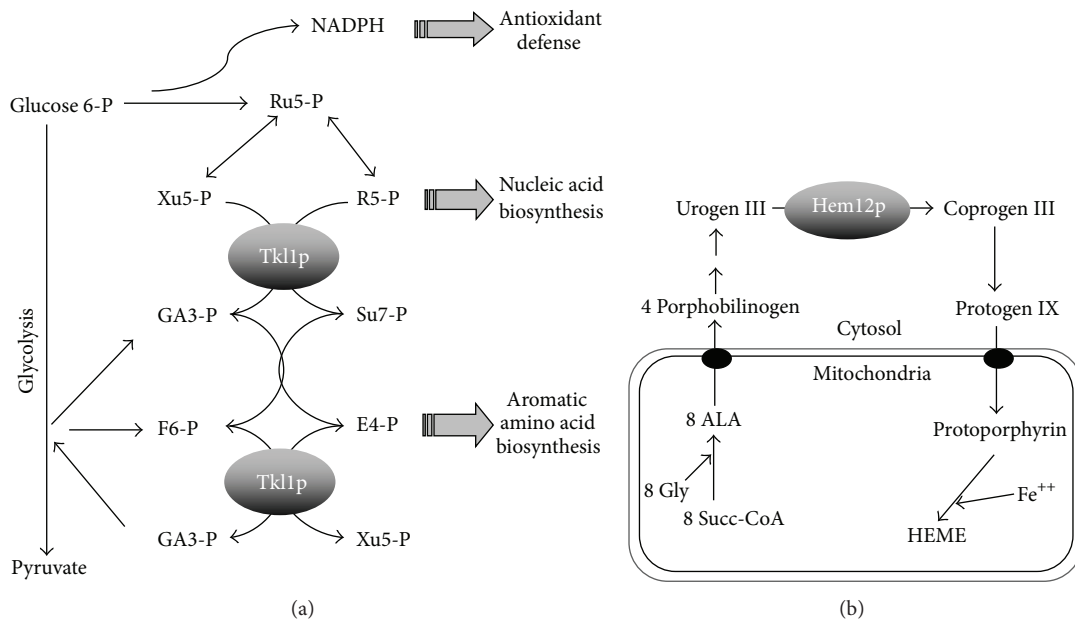 NADPH
Antioxidant
defense
Glucose 6-P
Ru5-P
Xu5-P
R5-P
Nucleic acid
biosynthesis
Tkl1p
GA3-P
Su7-P
Glycolysis
F6-P
E4-P
Aromatic
amino acid
biosynthesis
Tkl1p
GA3-P
Xu5-P
Pyruvate
(a)
Urogen III
Hem12p
Coprogen III
4 Porphobilinogen
Protogen IX
Cytosol
Mitochondria
8 ALA
Protoporphyrin
8 Gly
8 Succ-CoA
Fe++
HEME
(b)